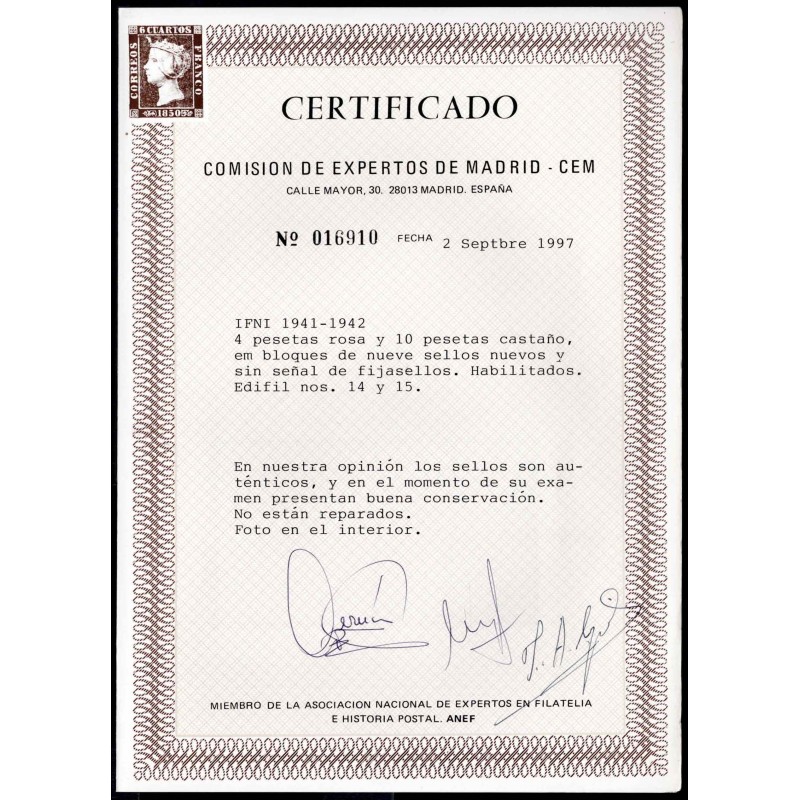 6 CUARTOS
CORREOS
FRANCO
1850
CERTIFICADO
COMISION DE EXPERTOS DE MADRID - CEM
CALLE MAYOR, 30. 28013 MADRID. ESPAÑA
Nº 016910 FECHA 2 Septbre 1997
IFNI 1941-1942
4 pesetas rosa y 10 pesetas castaño,
em bloques de nueve sellos nuevos y
sin señal de fijasellos. Habilitados.
Edifil nos. 14 y 15.
En nuestra opinión los sellos son au-
ténticos, y en el momento de su exa-
men presentan buena conservación.
No están reparados.
Foto en el interior.
MIEMBRO DE LA ASOCIACION NACIONAL DE EXPERTOS EN FILATELIA
E HISTORIA POSTAL. ANEF